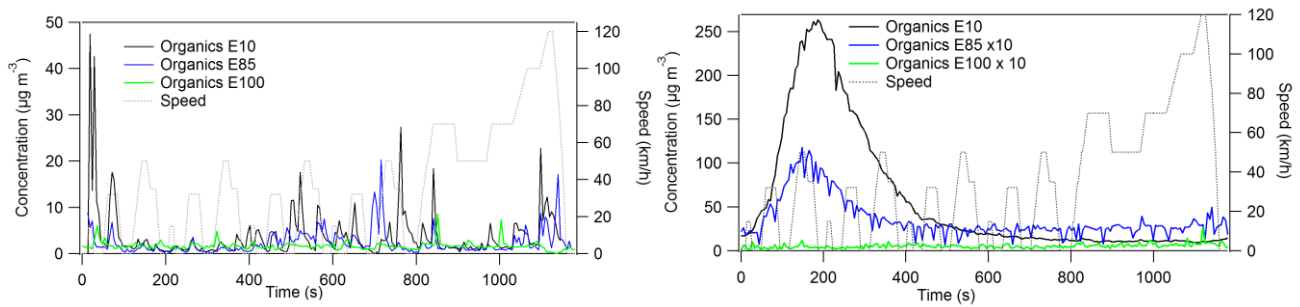 50
40
30
20
10
0
Concentration (µg m⁻³)
Organics E10
Organics E85
Organics E100
Speed
120
100
80
60
40
20
0
Speed (km/h)
0
200
400
600
800
1000
Time (s)
250
200
150
100
50
0
Concentration (µg m⁻³)
Organics E10
Organics E85 x10
Organics E100 x 10
Speed
120
100
80
60
40
20
0
Speed (km/h)
0
200
400
600
800
1000
Time (s)